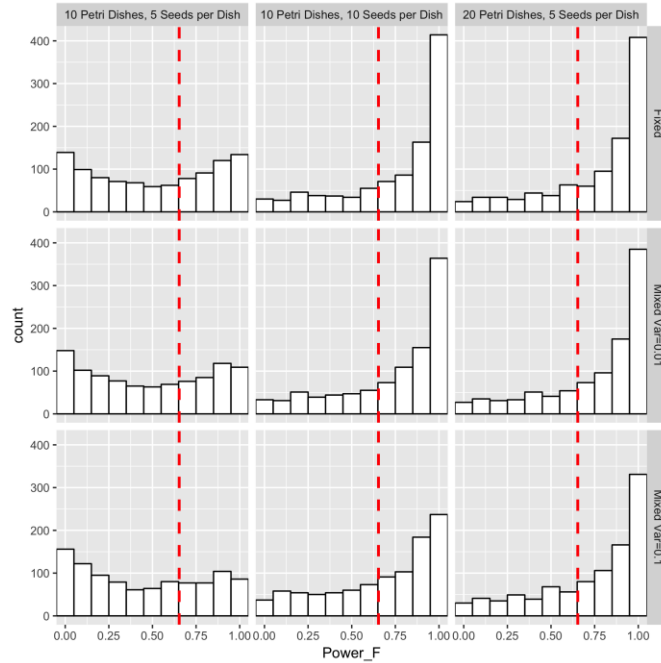 10 Petri Dishes, 5 Seeds per Dish
10 Petri Dishes, 10 Seeds per Dish
20 Petri Dishes, 5 Seeds per Dish
400
300
200
100
0
Fixed
400
300
200
100
0
Mixed Var=0.01
400
300
200
100
0
Mixed Var=0.1
count
0.00 0.25 0.50 0.75 1.00
0.00 0.25 0.50 0.75 1.00
0.00 0.25 0.50 0.75 1.00
Power_F